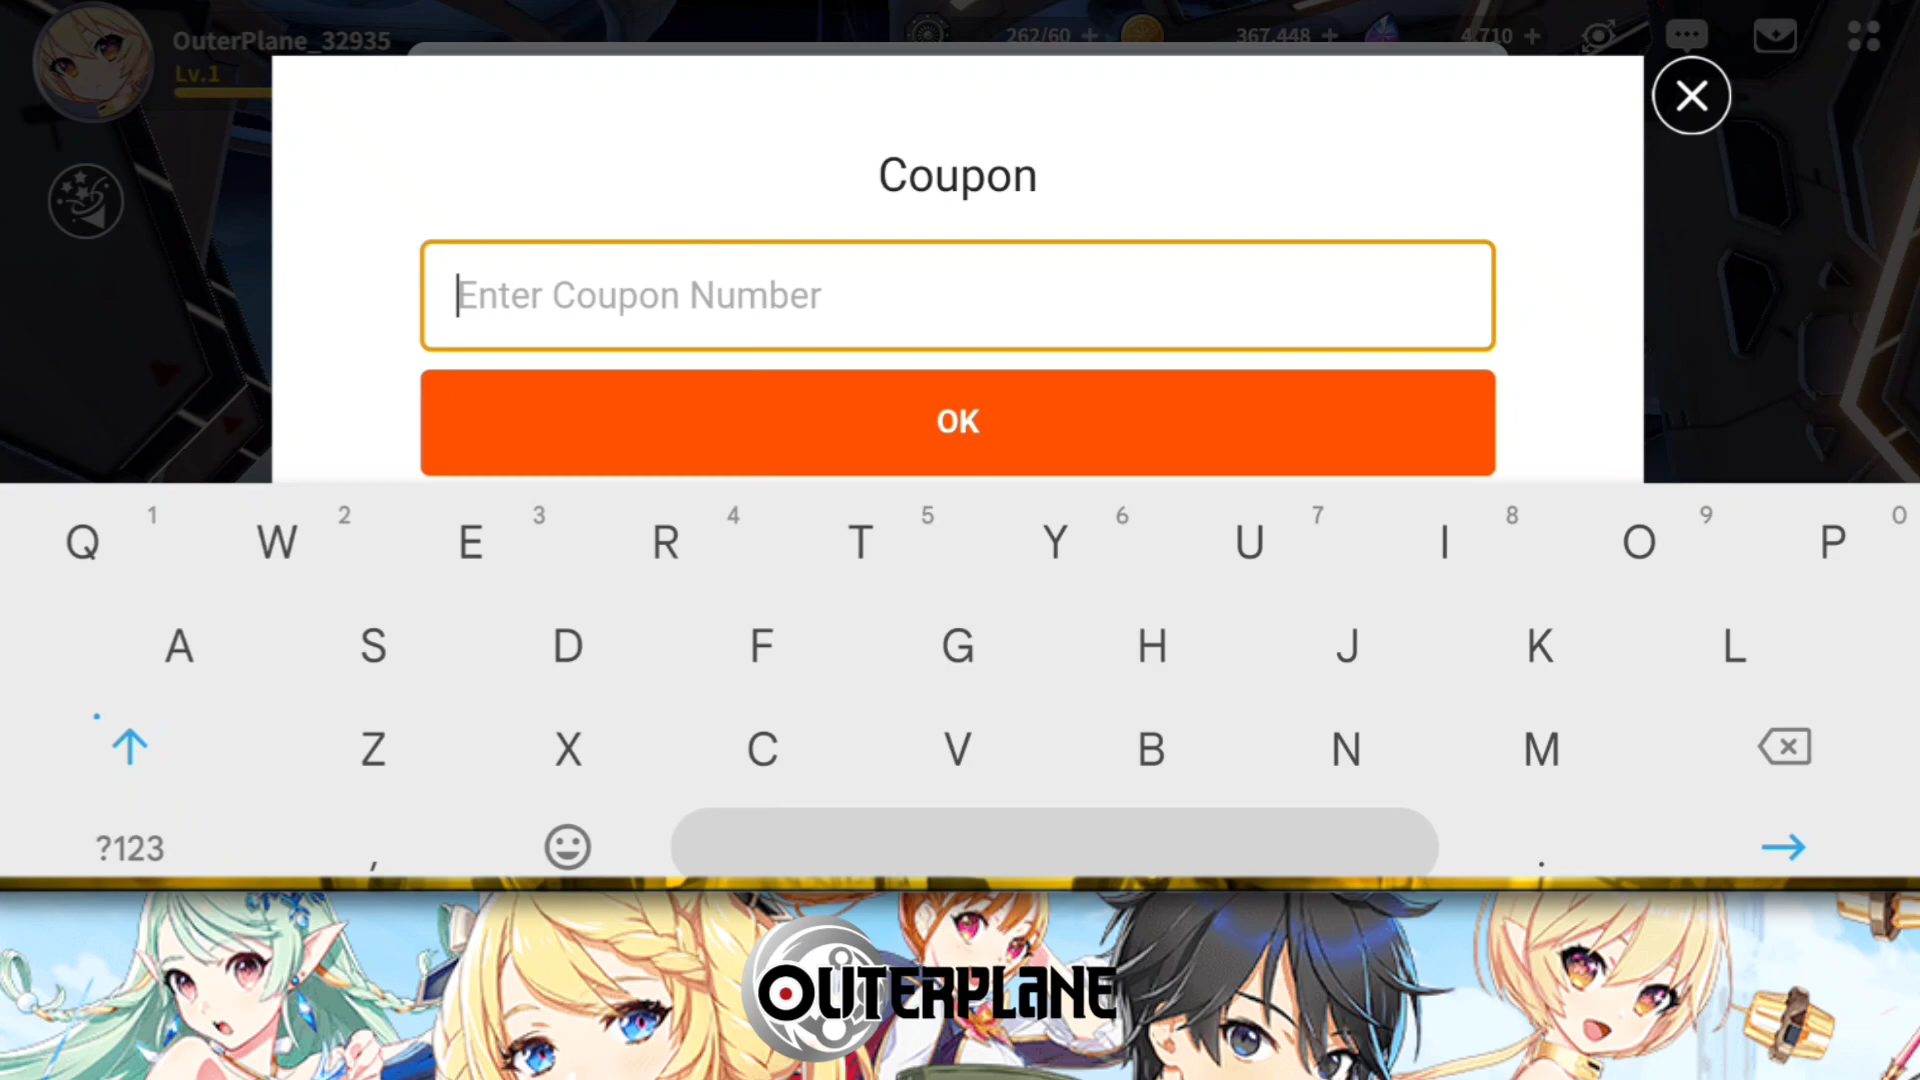 OuterPlane_32935
Lv.1
262/60 +
367,448 +
4,710 +
Coupon
Enter Coupon Number
OK
Q 1 W 2 E 3 R 4 T 5 Y 6 U 7 I 8 O 9 P 0
A S D F G H J K L
Z X C V B N M
?123 , .
OUTERPLANE